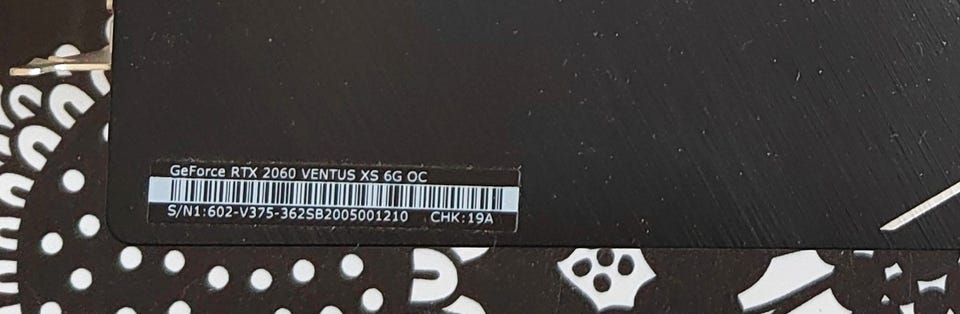 GeForce RTX 2060 VENTUS XS 6G OC
S/N1:602-V375-362SB2005001210 CHK:19A